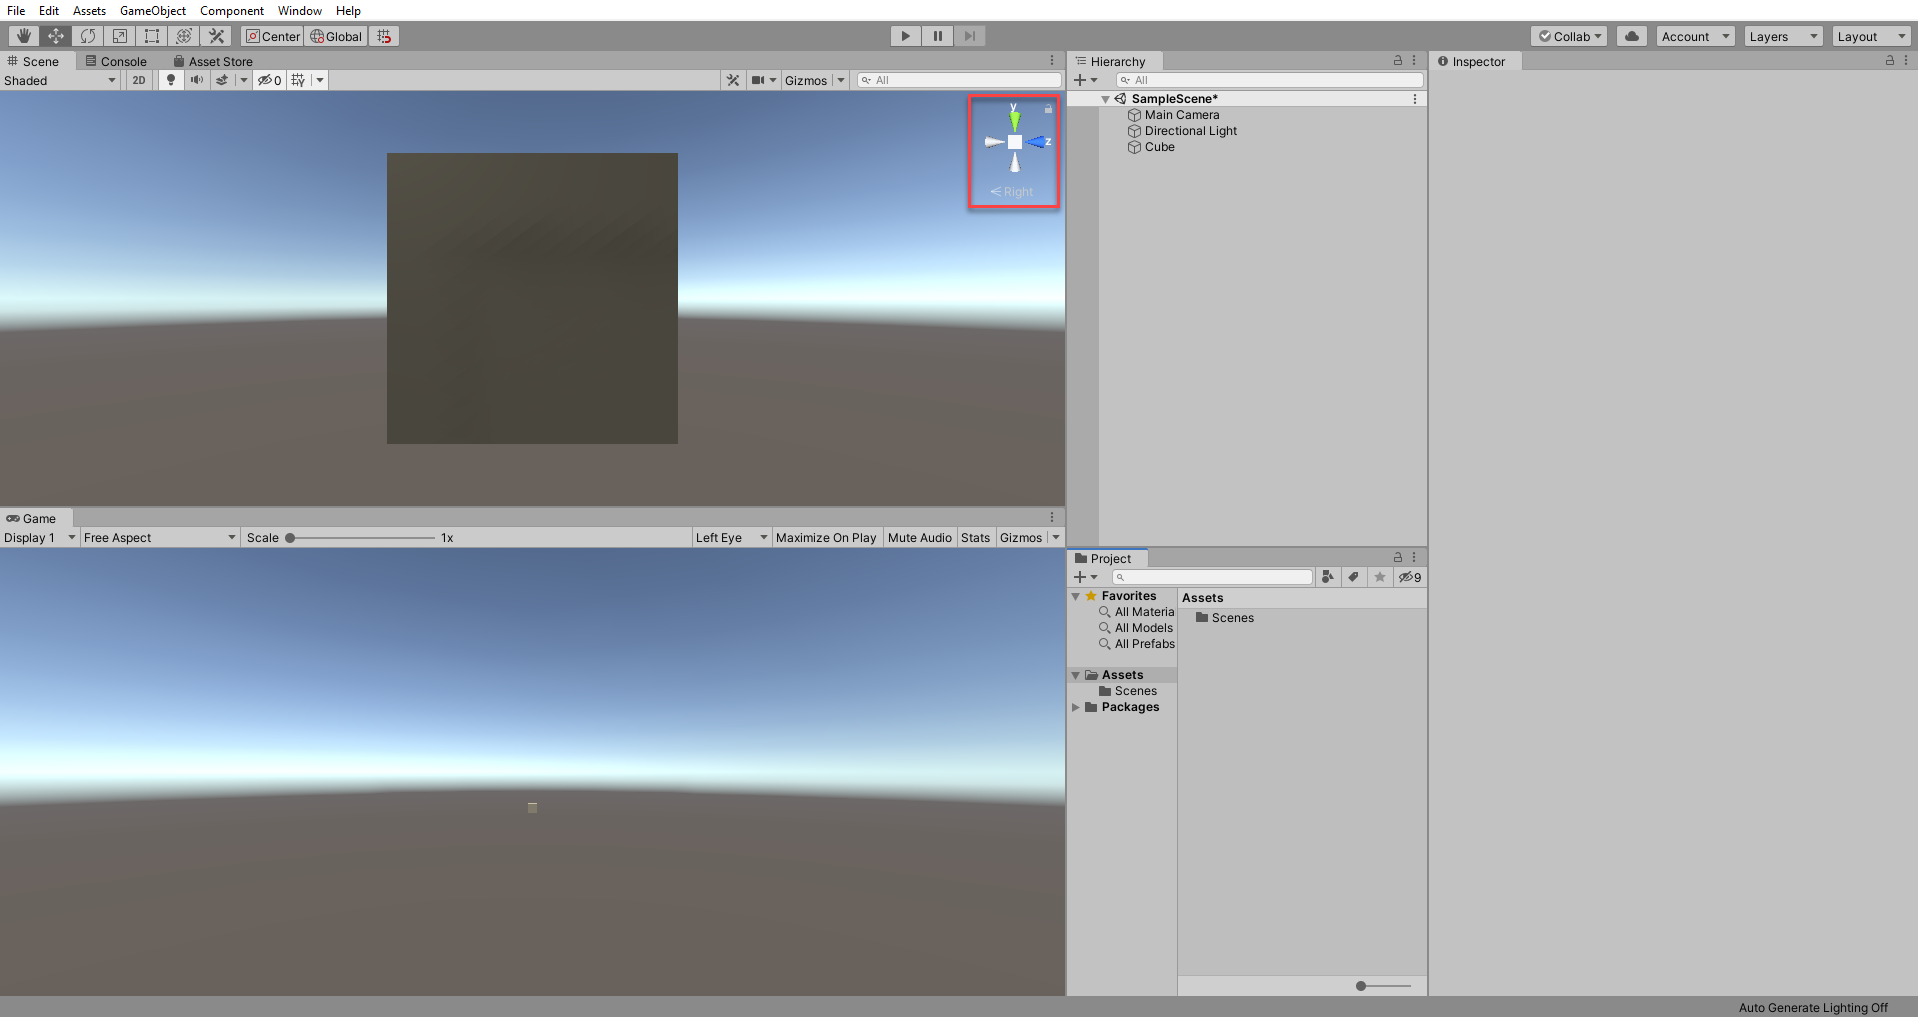 File Edit Assets GameObject Component Window Help
Center Global Collab Account Layers Layout
Scene Console Asset Store
Shaded 2D 0 Gizmos All
y
z
Right
Hierarchy
All
SampleScene*
Main Camera
Directional Light
Cube
Inspector
Game
Display 1 Free Aspect Scale 1x Left Eye Maximize On Play Mute Audio Stats Gizmos
Project
9
Favorites
All Materia
All Models
All Prefabs
Assets
Scenes
Packages
Assets
Scenes
Auto Generate Lighting Off